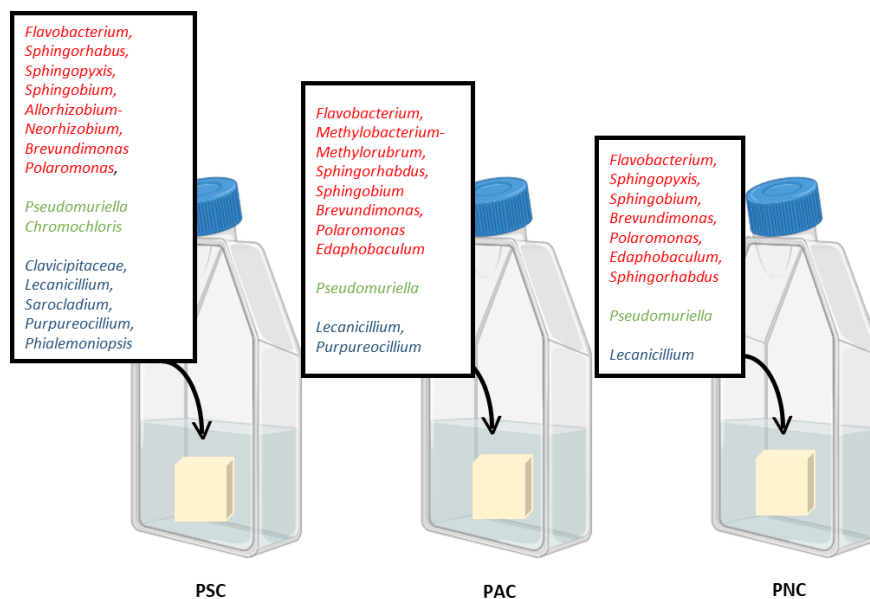 Flavobacterium,
Sphingorhabus,
Sphingopyxis,
Sphingobium,
Allorhizobium-
Neorhizobium,
Brevundimonas
Polaromonas,
Pseudomuriella
Chromochloris
Clavicipitaceae,
Lecanicillium,
Sarocladium,
Purpureocillium,
Phialemoniopsis
Flavobacterium,
Methylobacterium-
Methylorubrum,
Sphingorhabdus,
Sphingobium
Brevundimonas,
Polaromonas
Edaphobaculum
Pseudomuriella
Lecanicillium,
Purpureocillium
Flavobacterium,
Sphingopyxis,
Sphingobium,
Brevundimonas,
Polaromonas,
Edaphobaculum,
Sphingorhabdus
Pseudomuriella
Lecanicillium
PSC
PAC
PNC